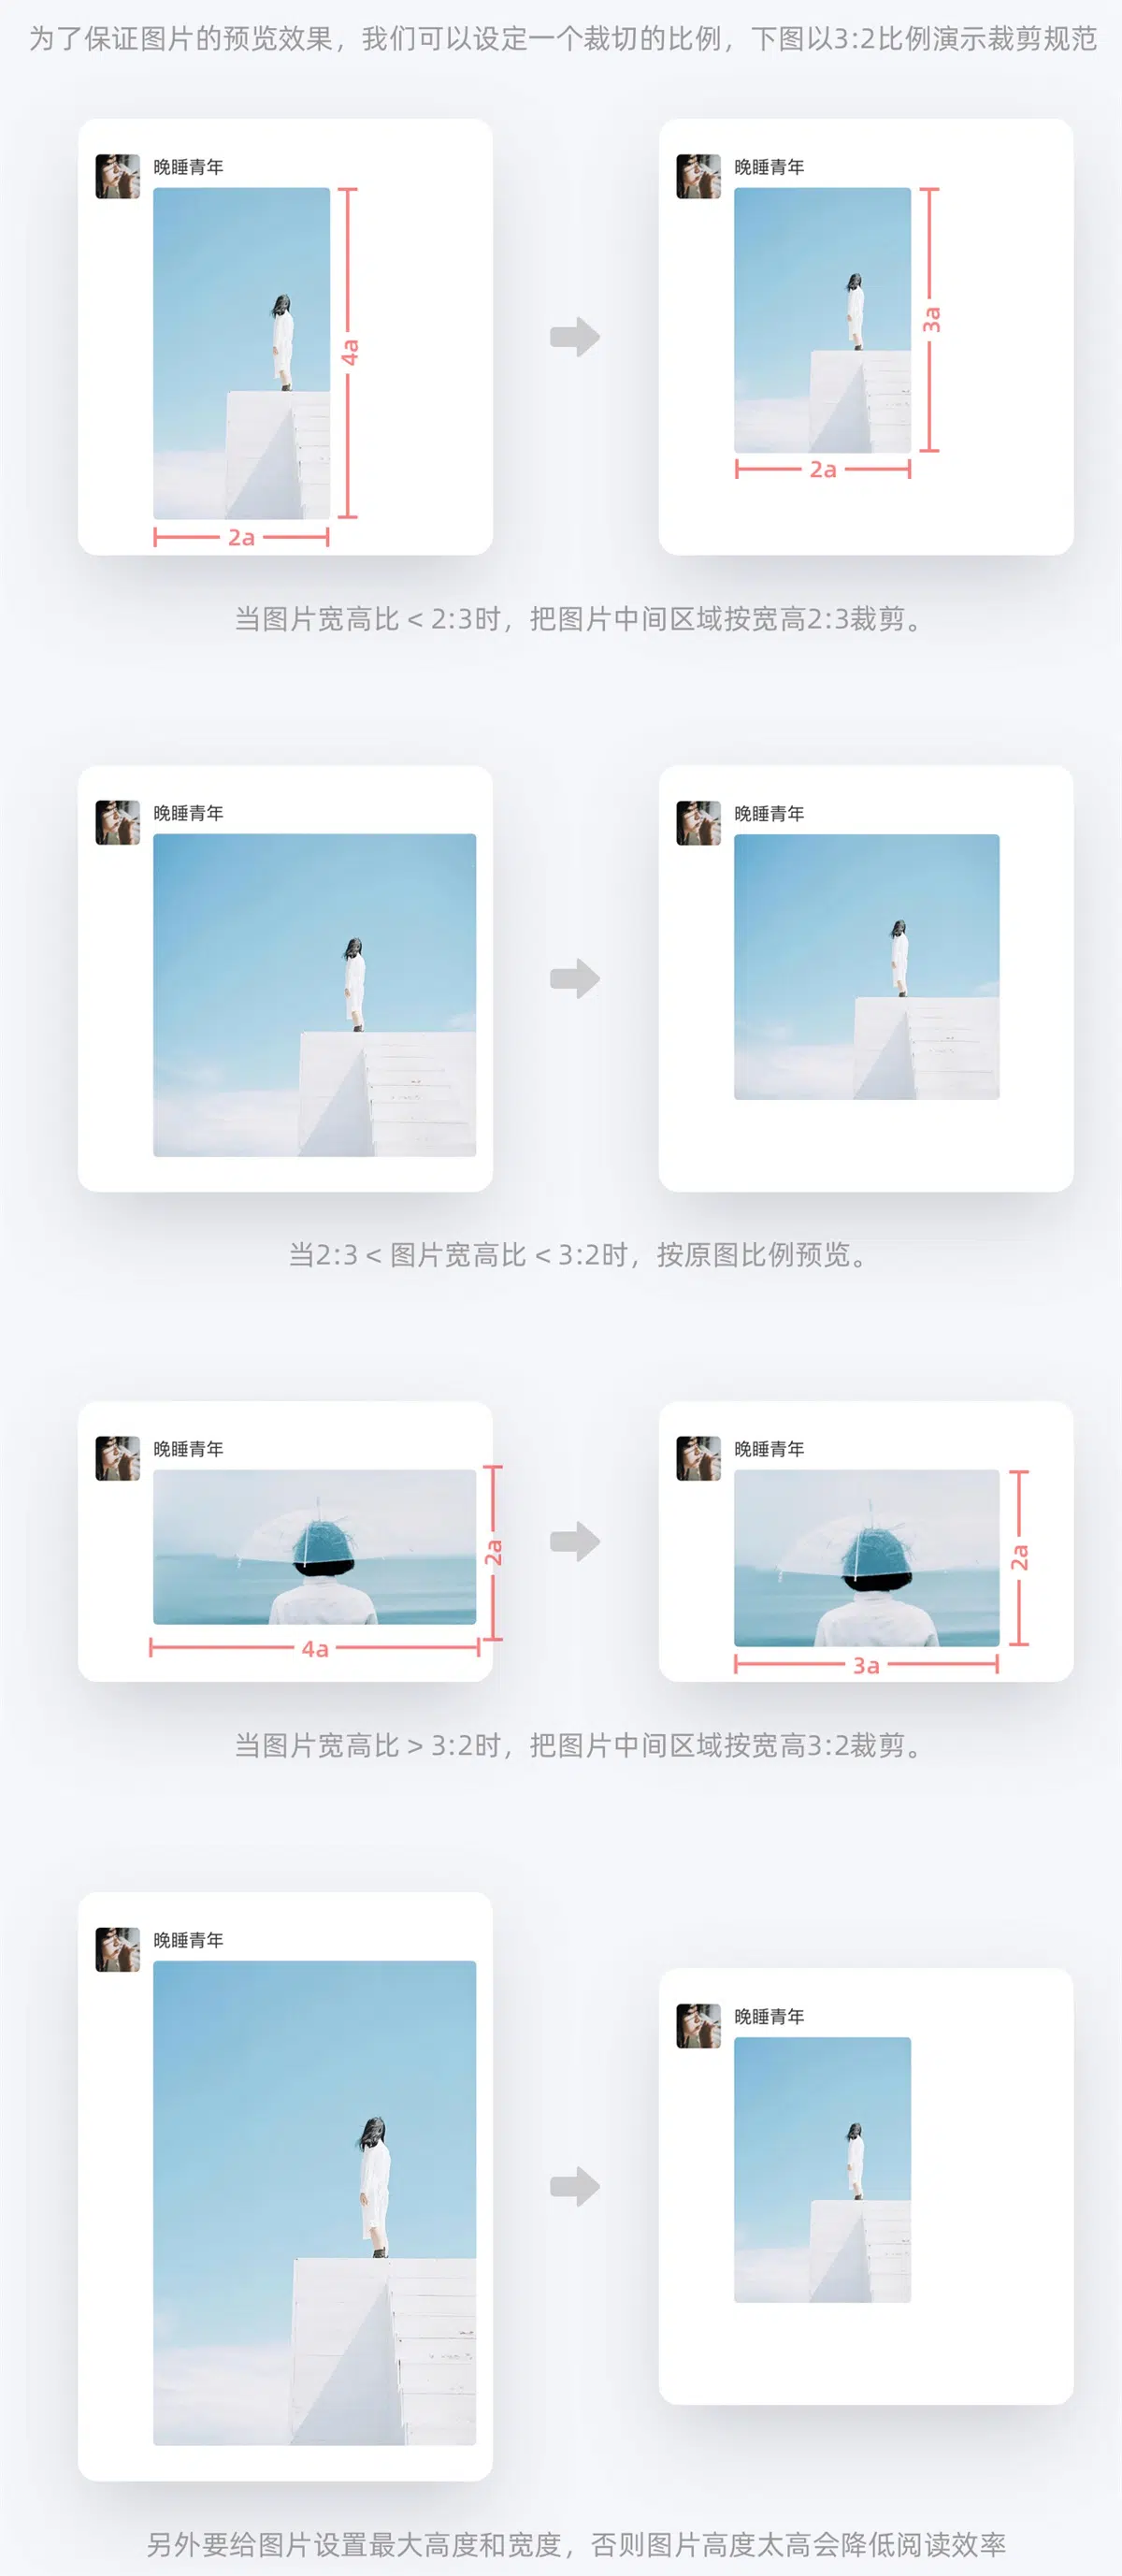 为了保证图片的预览效果，我们可以设定一个裁切的比例，下图以3:2比例演示裁剪规范
晚睡青年
4a
2a
晚睡青年
3a
2a
当图片宽高比 < 2:3时，把图片中间区域按宽高2:3裁剪。
晚睡青年
晚睡青年
当2:3 < 图片宽高比 < 3:2时，按原图比例预览。
晚睡青年
2a
4a
晚睡青年
2a
3a
当图片宽高比 > 3:2时，把图片中间区域按宽高3:2裁剪。
晚睡青年
晚睡青年
另外要给图片设置最大高度和宽度，否则图片高度太高会降低阅读效率